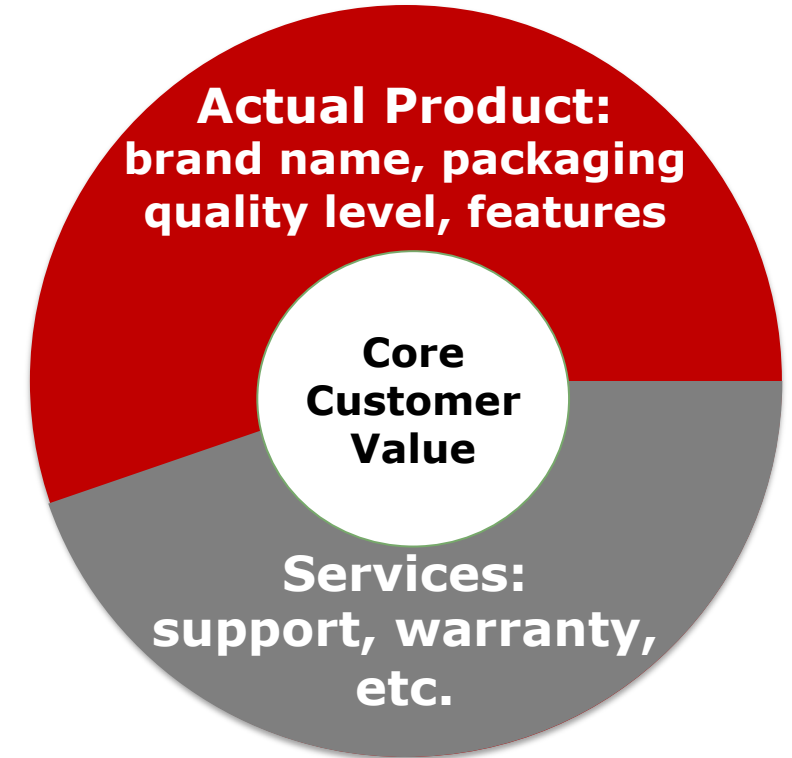 Actual Product:
brand name, packaging
quality level, features
Core
Customer
Value
Services:
support, warranty,
etc.